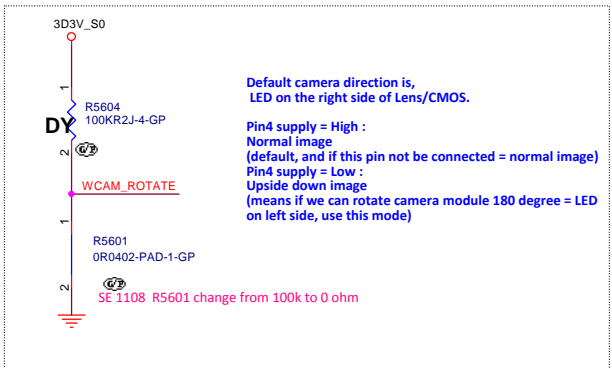 3D3V_S0
1
R5604
100KR2J-4-GP
DY
2
G/P
WCAM_ROTATE
1
R5601
0R0402-PAD-1-GP
2
G/P
SE 1108 R5601 change from 100k to 0 ohm
Default camera direction is,
LED on the right side of Lens/CMOS.
Pin4 supply = High :
Normal image
(default, and if this pin not be connected = normal image)
Pin4 supply = Low :
Upside down image
(means if we can rotate camera module 180 degree = LED
on left side, use this mode)